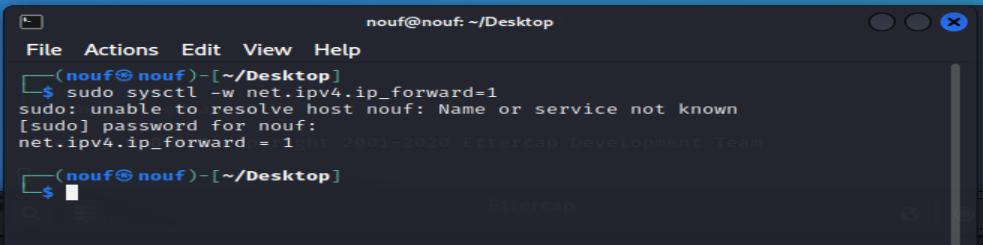 nouf@nouf: ~/Desktop
File Actions Edit View Help
┌──(nouf㉿nouf)-[~/Desktop]
└─$ sudo sysctl -w net.ipv4.ip_forward=1
sudo: unable to resolve host nouf: Name or service not known
[sudo] password for nouf:
net.ipv4.ip_forward = 1
2001-2020 Ettercap Development Team
┌──(nouf㉿nouf)-[~/Desktop]
└─$
Ettercap